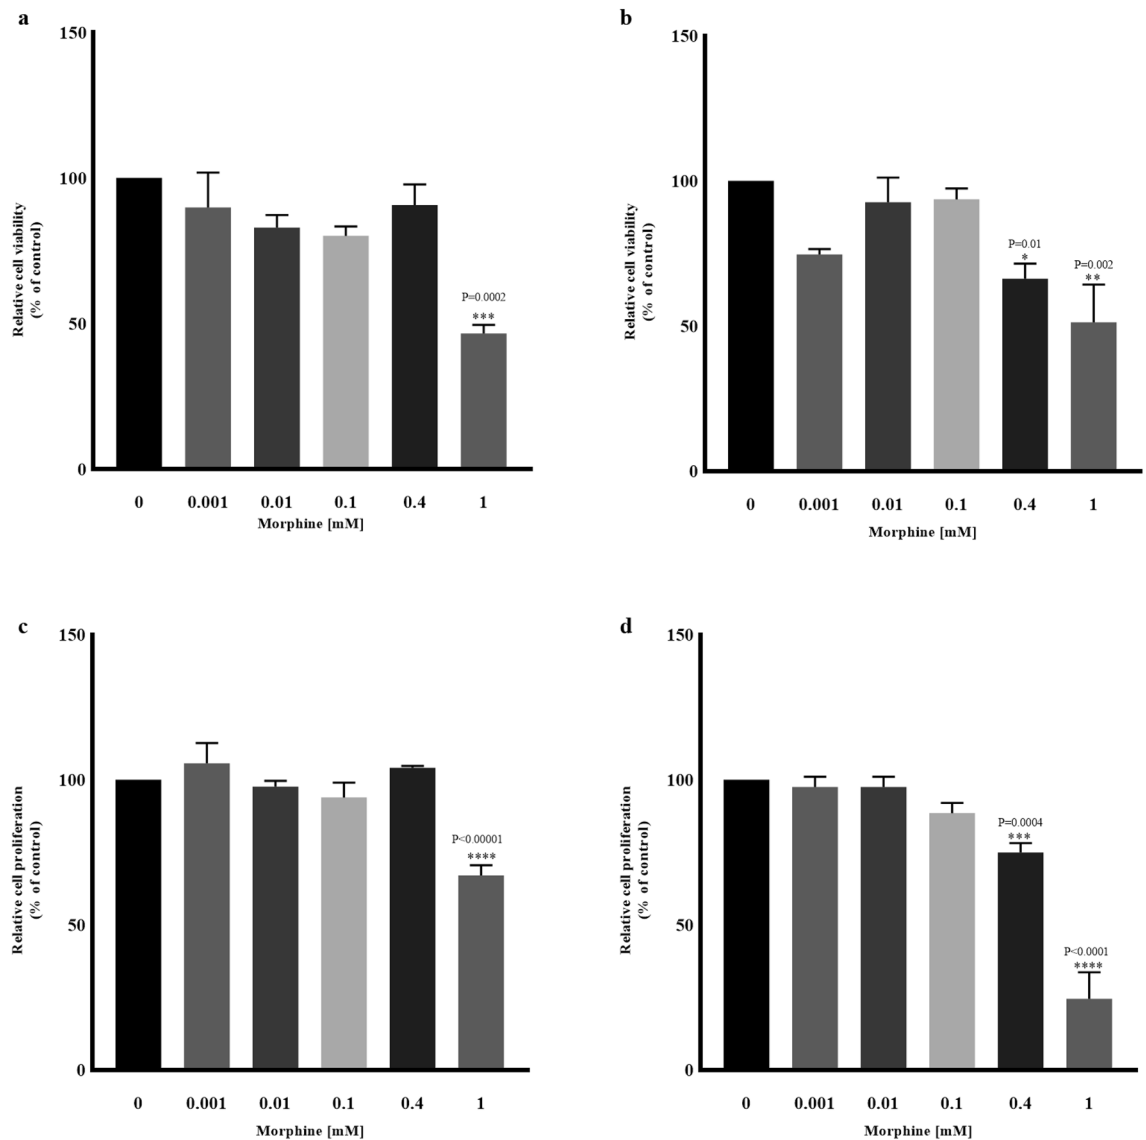 a
150
100
50
0
Relative cell viability
(% of control)
P=0.0002
***
0 0.001 0.01 0.1 0.4 1
Morphine [mM]
b
150
100
50
0
Relative cell viability
(% of control)
P=0.01
*
P=0.002
**
0 0.001 0.01 0.1 0.4 1
Morphine [mM]
c
150
100
50
0
Relative cell proliferation
(% of control)
P<0.00001
****
0 0.001 0.01 0.1 0.4 1
Morphine [mM]
d
150
100
50
0
Relative cell proliferation
(% of control)
P=0.0004
***
P<0.0001
****
0 0.001 0.01 0.1 0.4 1
Morphine [mM]